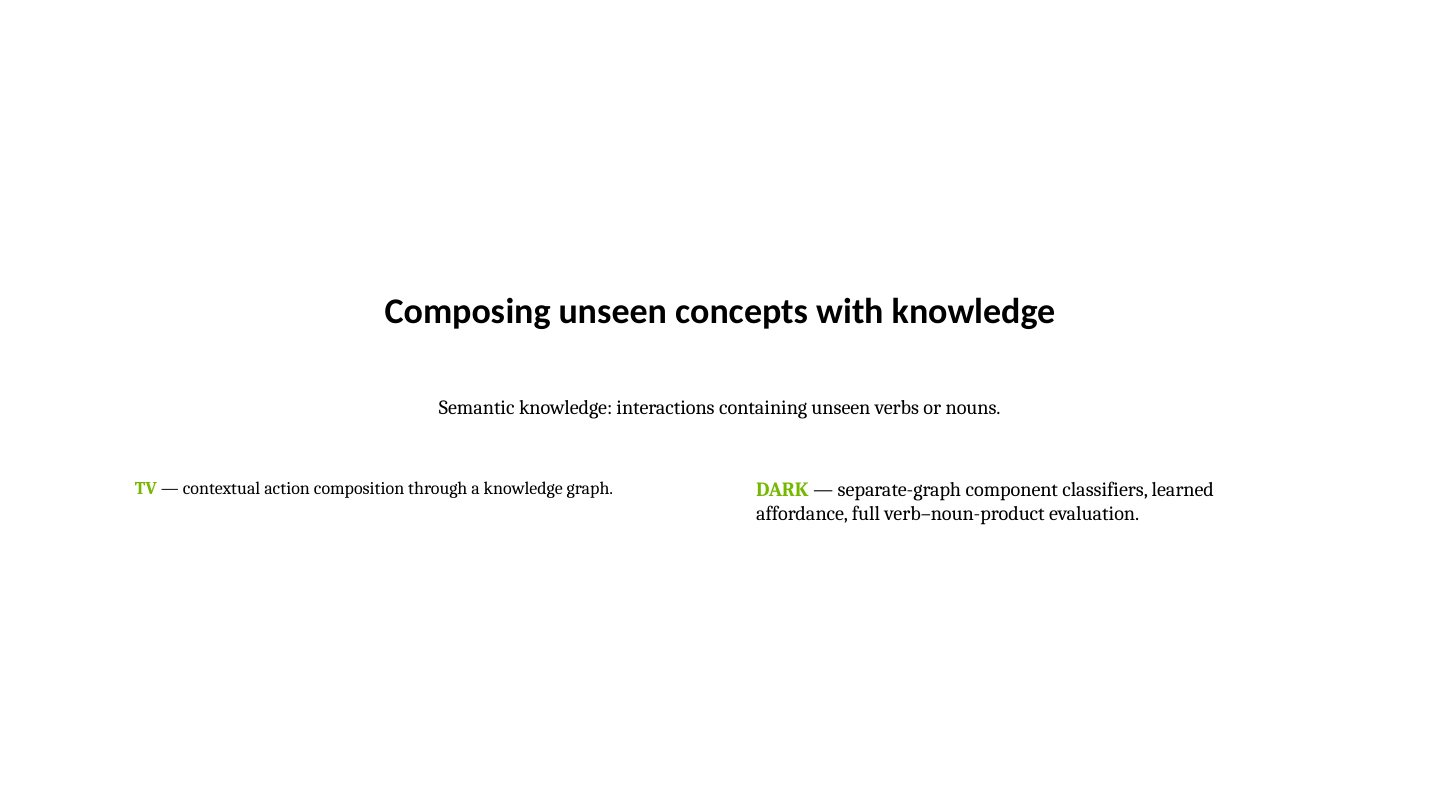 Composing unseen concepts with knowledge
Semantic knowledge: interactions containing unseen verbs or nouns.
TV — contextual action composition through a knowledge graph.
DARK — separate-graph component classifiers, learned
affordance, full verb–noun-product evaluation.